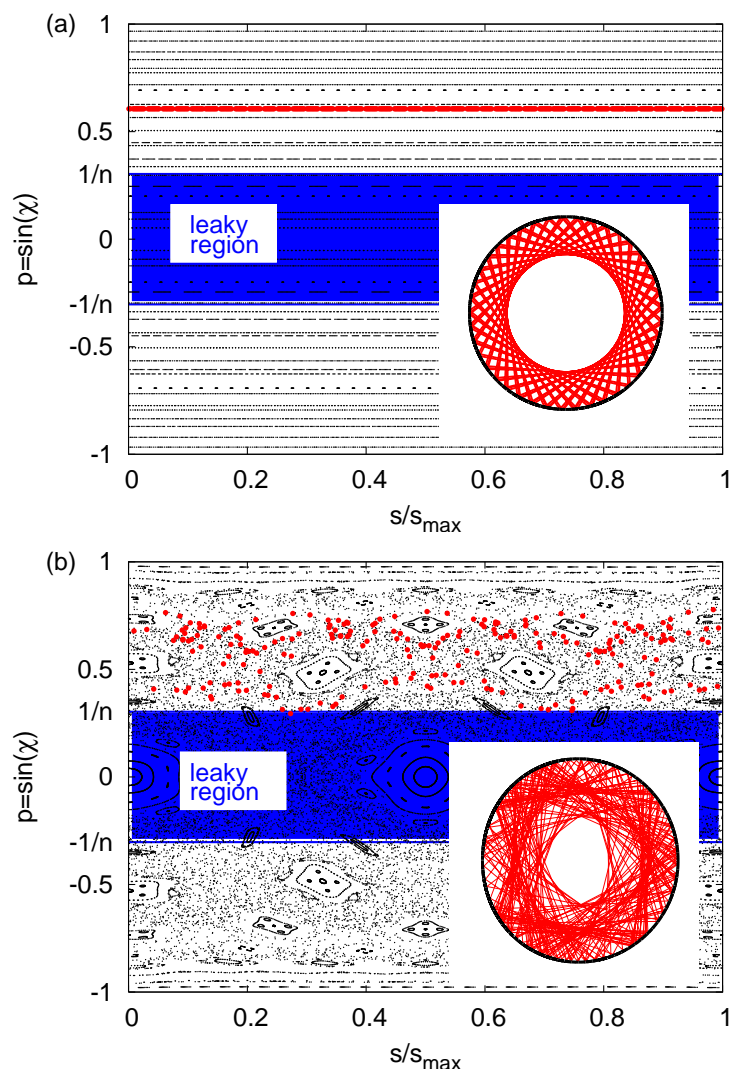 (a)
1
0.5
1/n
0
-1/n
-0.5
-1
p=sin(χ)
leaky
region
0
0.2
0.4
0.6
0.8
1
s/s_max
(b)
1
0.5
1/n
0
-1/n
-0.5
-1
p=sin(χ)
leaky
region
0
0.2
0.4
0.6
0.8
1
s/s_max